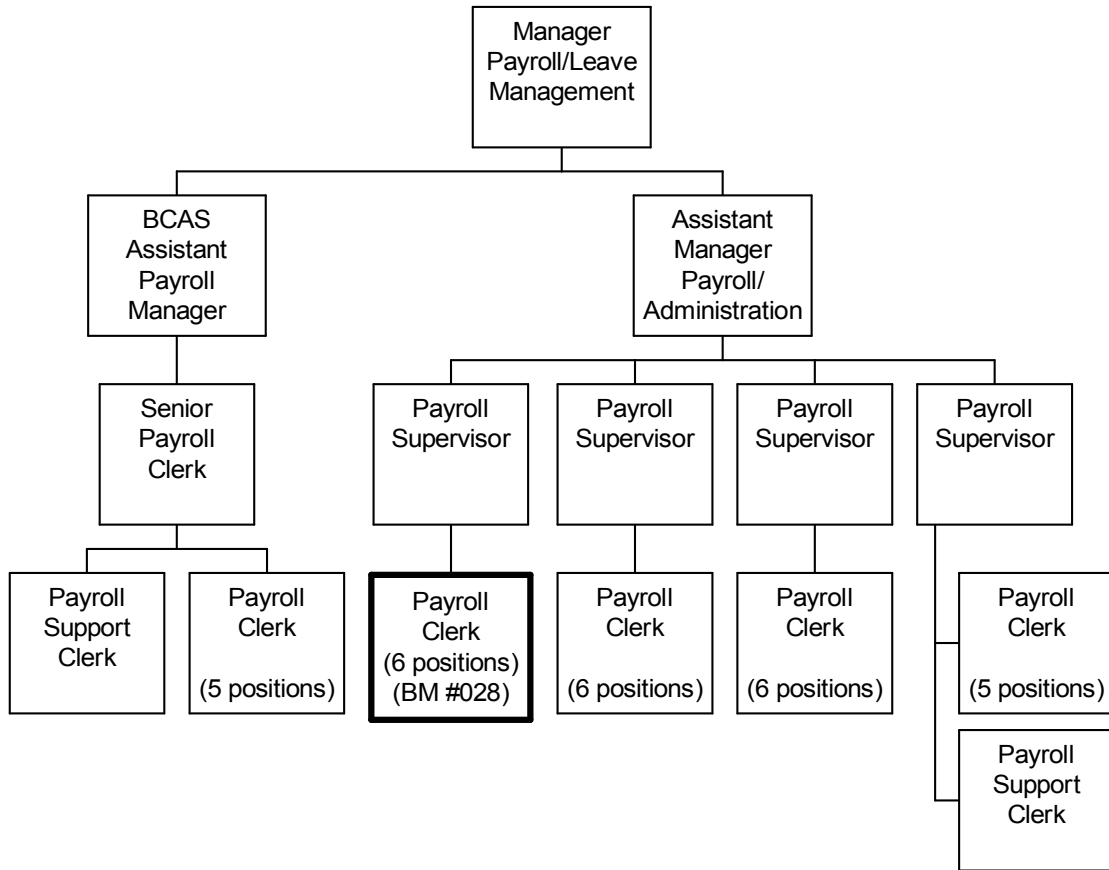 Manager
Payroll/Leave
Management
BCAS
Assistant
Payroll
Manager
Assistant
Manager
Payroll/
Administration
Senior
Payroll
Clerk
Payroll
Supervisor
Payroll
Supervisor
Payroll
Supervisor
Payroll
Supervisor
Payroll
Support
Clerk
Payroll
Clerk
(5 positions)
Payroll
Clerk
(6 positions)
(BM #028)
Payroll
Clerk
(6 positions)
Payroll
Clerk
(6 positions)
Payroll
Clerk
(5 positions)
Payroll
Support
Clerk